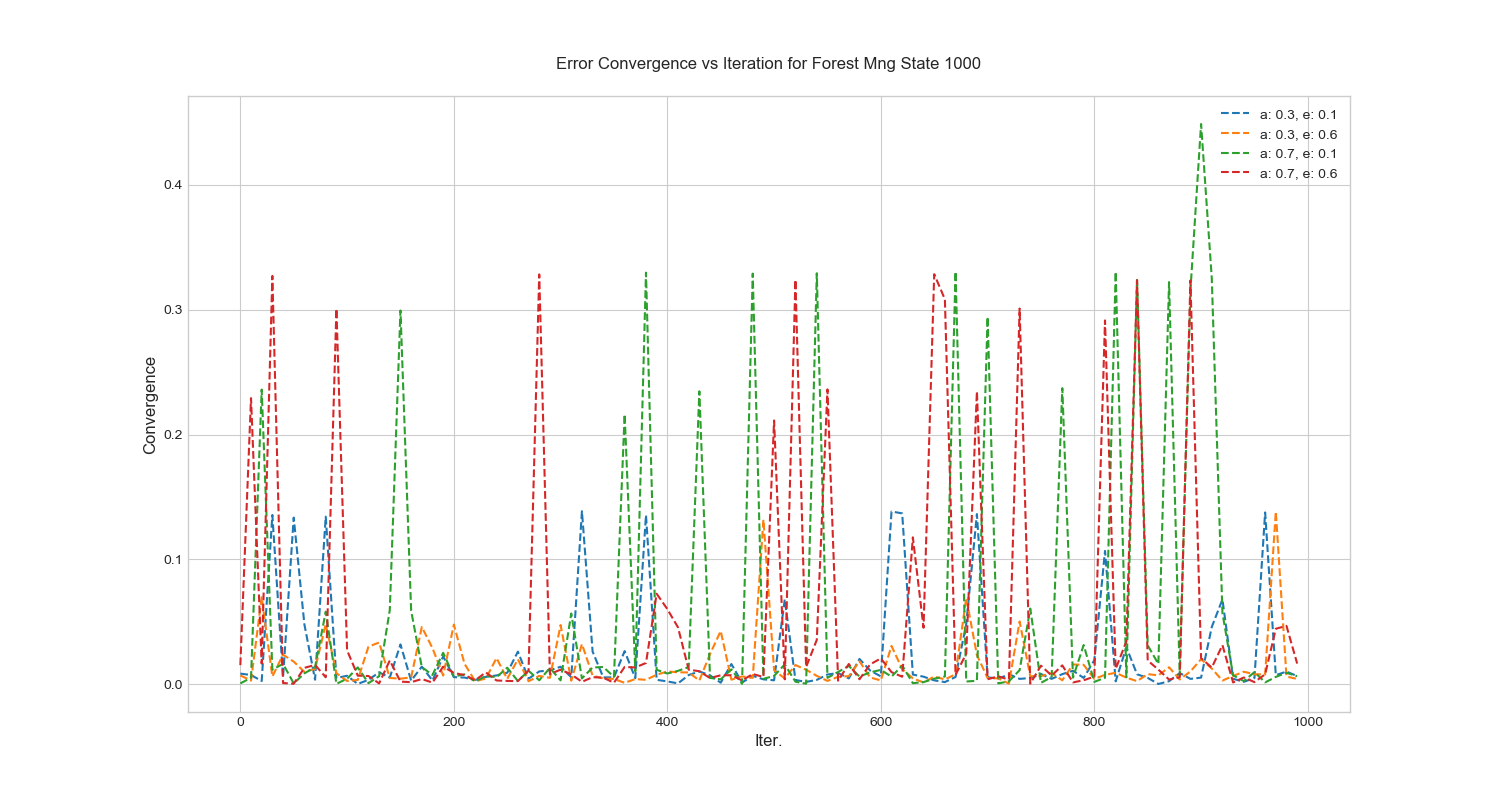 Error Convergence vs Iteration for Forest Mng State 1000
a: 0.3, e: 0.1
a: 0.3, e: 0.6
a: 0.7, e: 0.1
a: 0.7, e: 0.6
0.4
0.3
0.2
0.1
0.0
Convergence
0 200 400 600 800 1000
Iter.